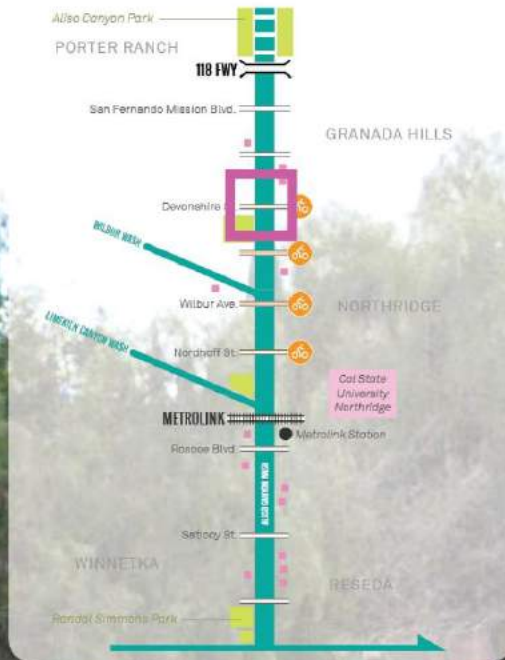 Aliso Canyon Park
PORTER RANCH
118 FWY
San Fernando Mission Blvd.
GRANADA HILLS
Devonshire
WILBUR WASH
Wilbur Ave.
NORTHRIDGE
LIMEKILN CANYON WASH
Nordhoff St.
Cal State
University
Northridge
METROLINK
Metrolink Station
Roscoe Blvd.
ALISO CANYON WASH
Saticoy St.
WINNETKA
RESEDA
Randal Simmons Park